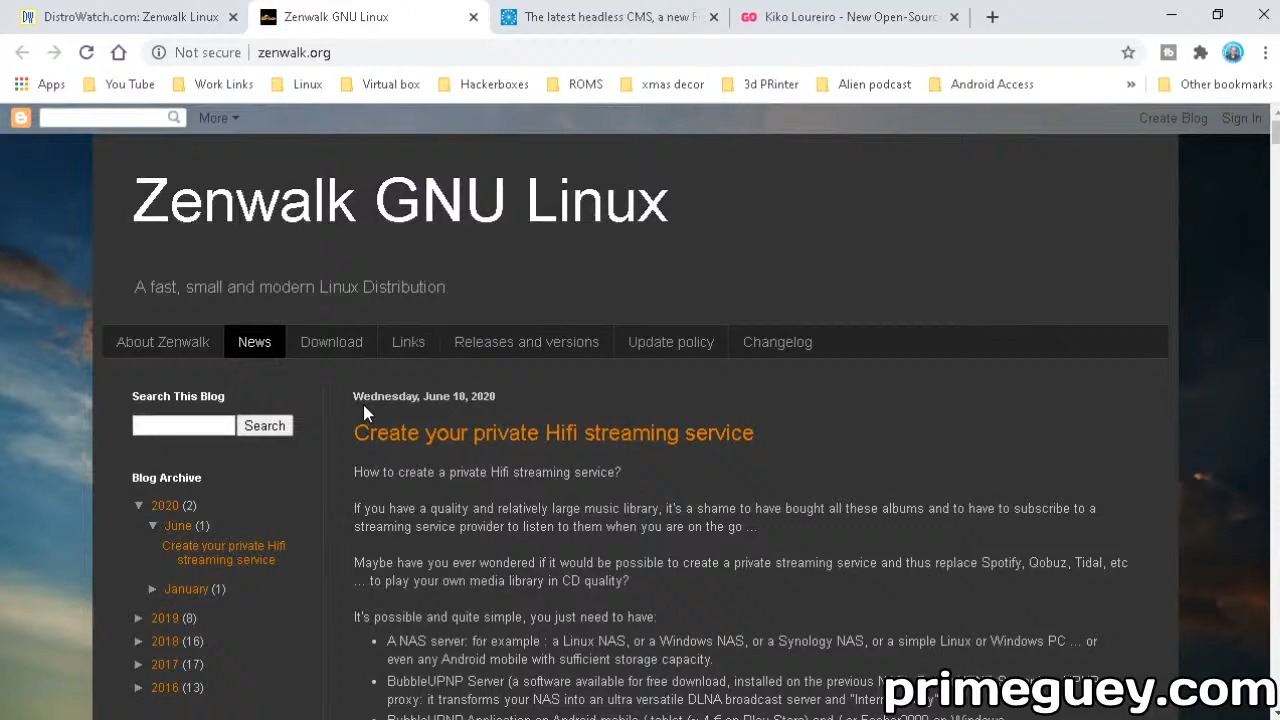 DistroWatch.com: Zenwalk Linux
Zenwalk GNU Linux
The latest headless CMS, a new F
GO Kiko Loureiro - New Open-Sourc
Not secure | zenwalk.org
Apps
You Tube
Work Links
Linux
Virtual box
Hackerboxes
ROMS
xmas decor
3d PRinter
Alien podcast
Android Access
»
Other bookmarks
More
Create Blog
Sign In
Zenwalk GNU Linux
A fast, small and modern Linux Distribution
About Zenwalk
News
Download
Links
Releases and versions
Update policy
Changelog
Search This Blog
Search
Blog Archive
▼ 2020 (2)
▼ June (1)
Create your private Hifi
streaming service
► January (1)
► 2019 (8)
► 2018 (16)
► 2017 (17)
► 2016 (13)
Wednesday, June 10, 2020
Create your private Hifi streaming service
How to create a private Hifi streaming service?
If you have a quality and relatively large music library, it's a shame to have bought all these albums and to have to subscribe to a
streaming service provider to listen to them when you are on the go ...
Maybe have you ever wondered if it would be possible to create a private streaming service and thus replace Spotify, Qobuz, Tidal, etc
... to play your own media library in CD quality?
It's possible and quite simple, you just need to have:
• A NAS server: for example : a Linux NAS, or a Windows NAS, or a Synology NAS, or a simple Linux or Windows PC ... or
even any Android mobile with sufficient storage capacity.
• BubbleUPNP Server (a software available for free download, installed on the previous
proxy: it transforms your NAS into an ultra versatile DLNA broadcast server and "Inter
primeguey.com